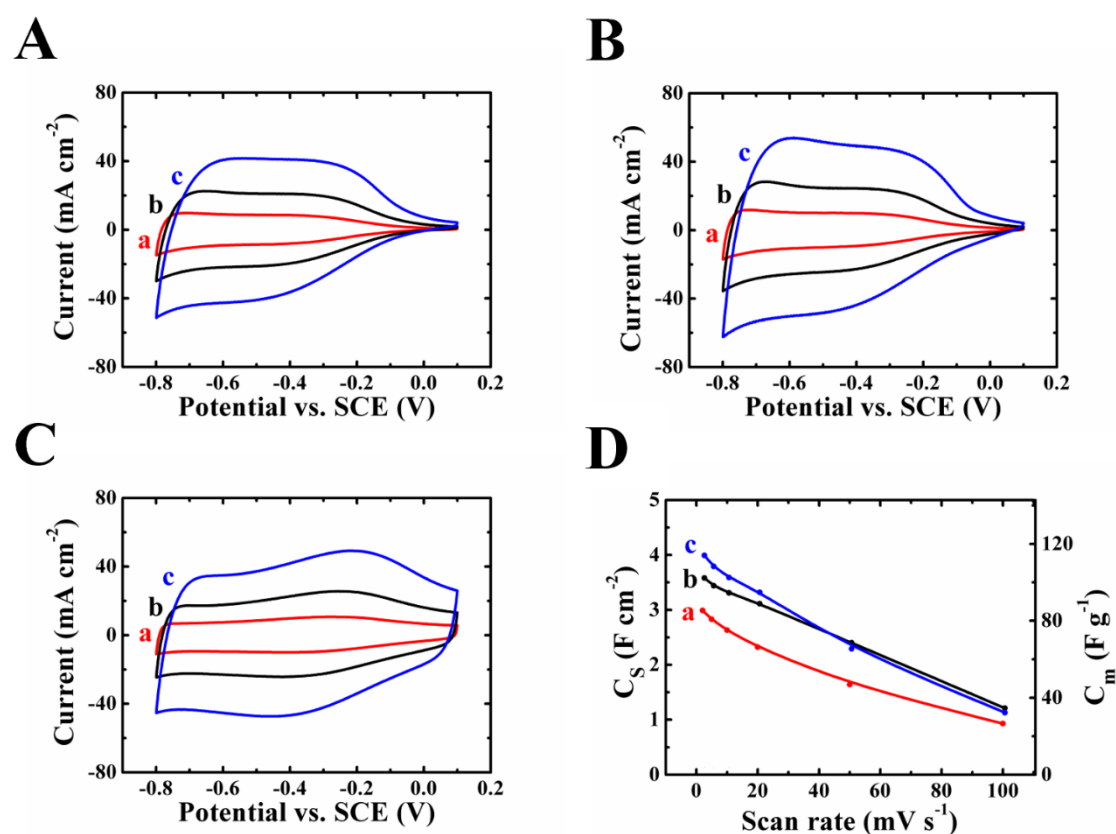 A
B
80
40
0
-40
-80
Current (mA cm-2)
c
b
a
-0.8 -0.6 -0.4 -0.2 0.0 0.2
Potential vs. SCE (V)
80
40
0
-40
-80
Current (mA cm-2)
c
b
a
-0.8 -0.6 -0.4 -0.2 0.0 0.2
Potential vs. SCE (V)
C
D
80
40
0
-40
-80
Current (mA cm-2)
c
b
a
-0.8 -0.6 -0.4 -0.2 0.0 0.2
Potential vs. SCE (V)
5
4
3
2
1
0
CS (F cm-2)
c
b
a
120
80
40
0
Cm (F g-1)
0 20 40 60 80 100
Scan rate (mV s-1)